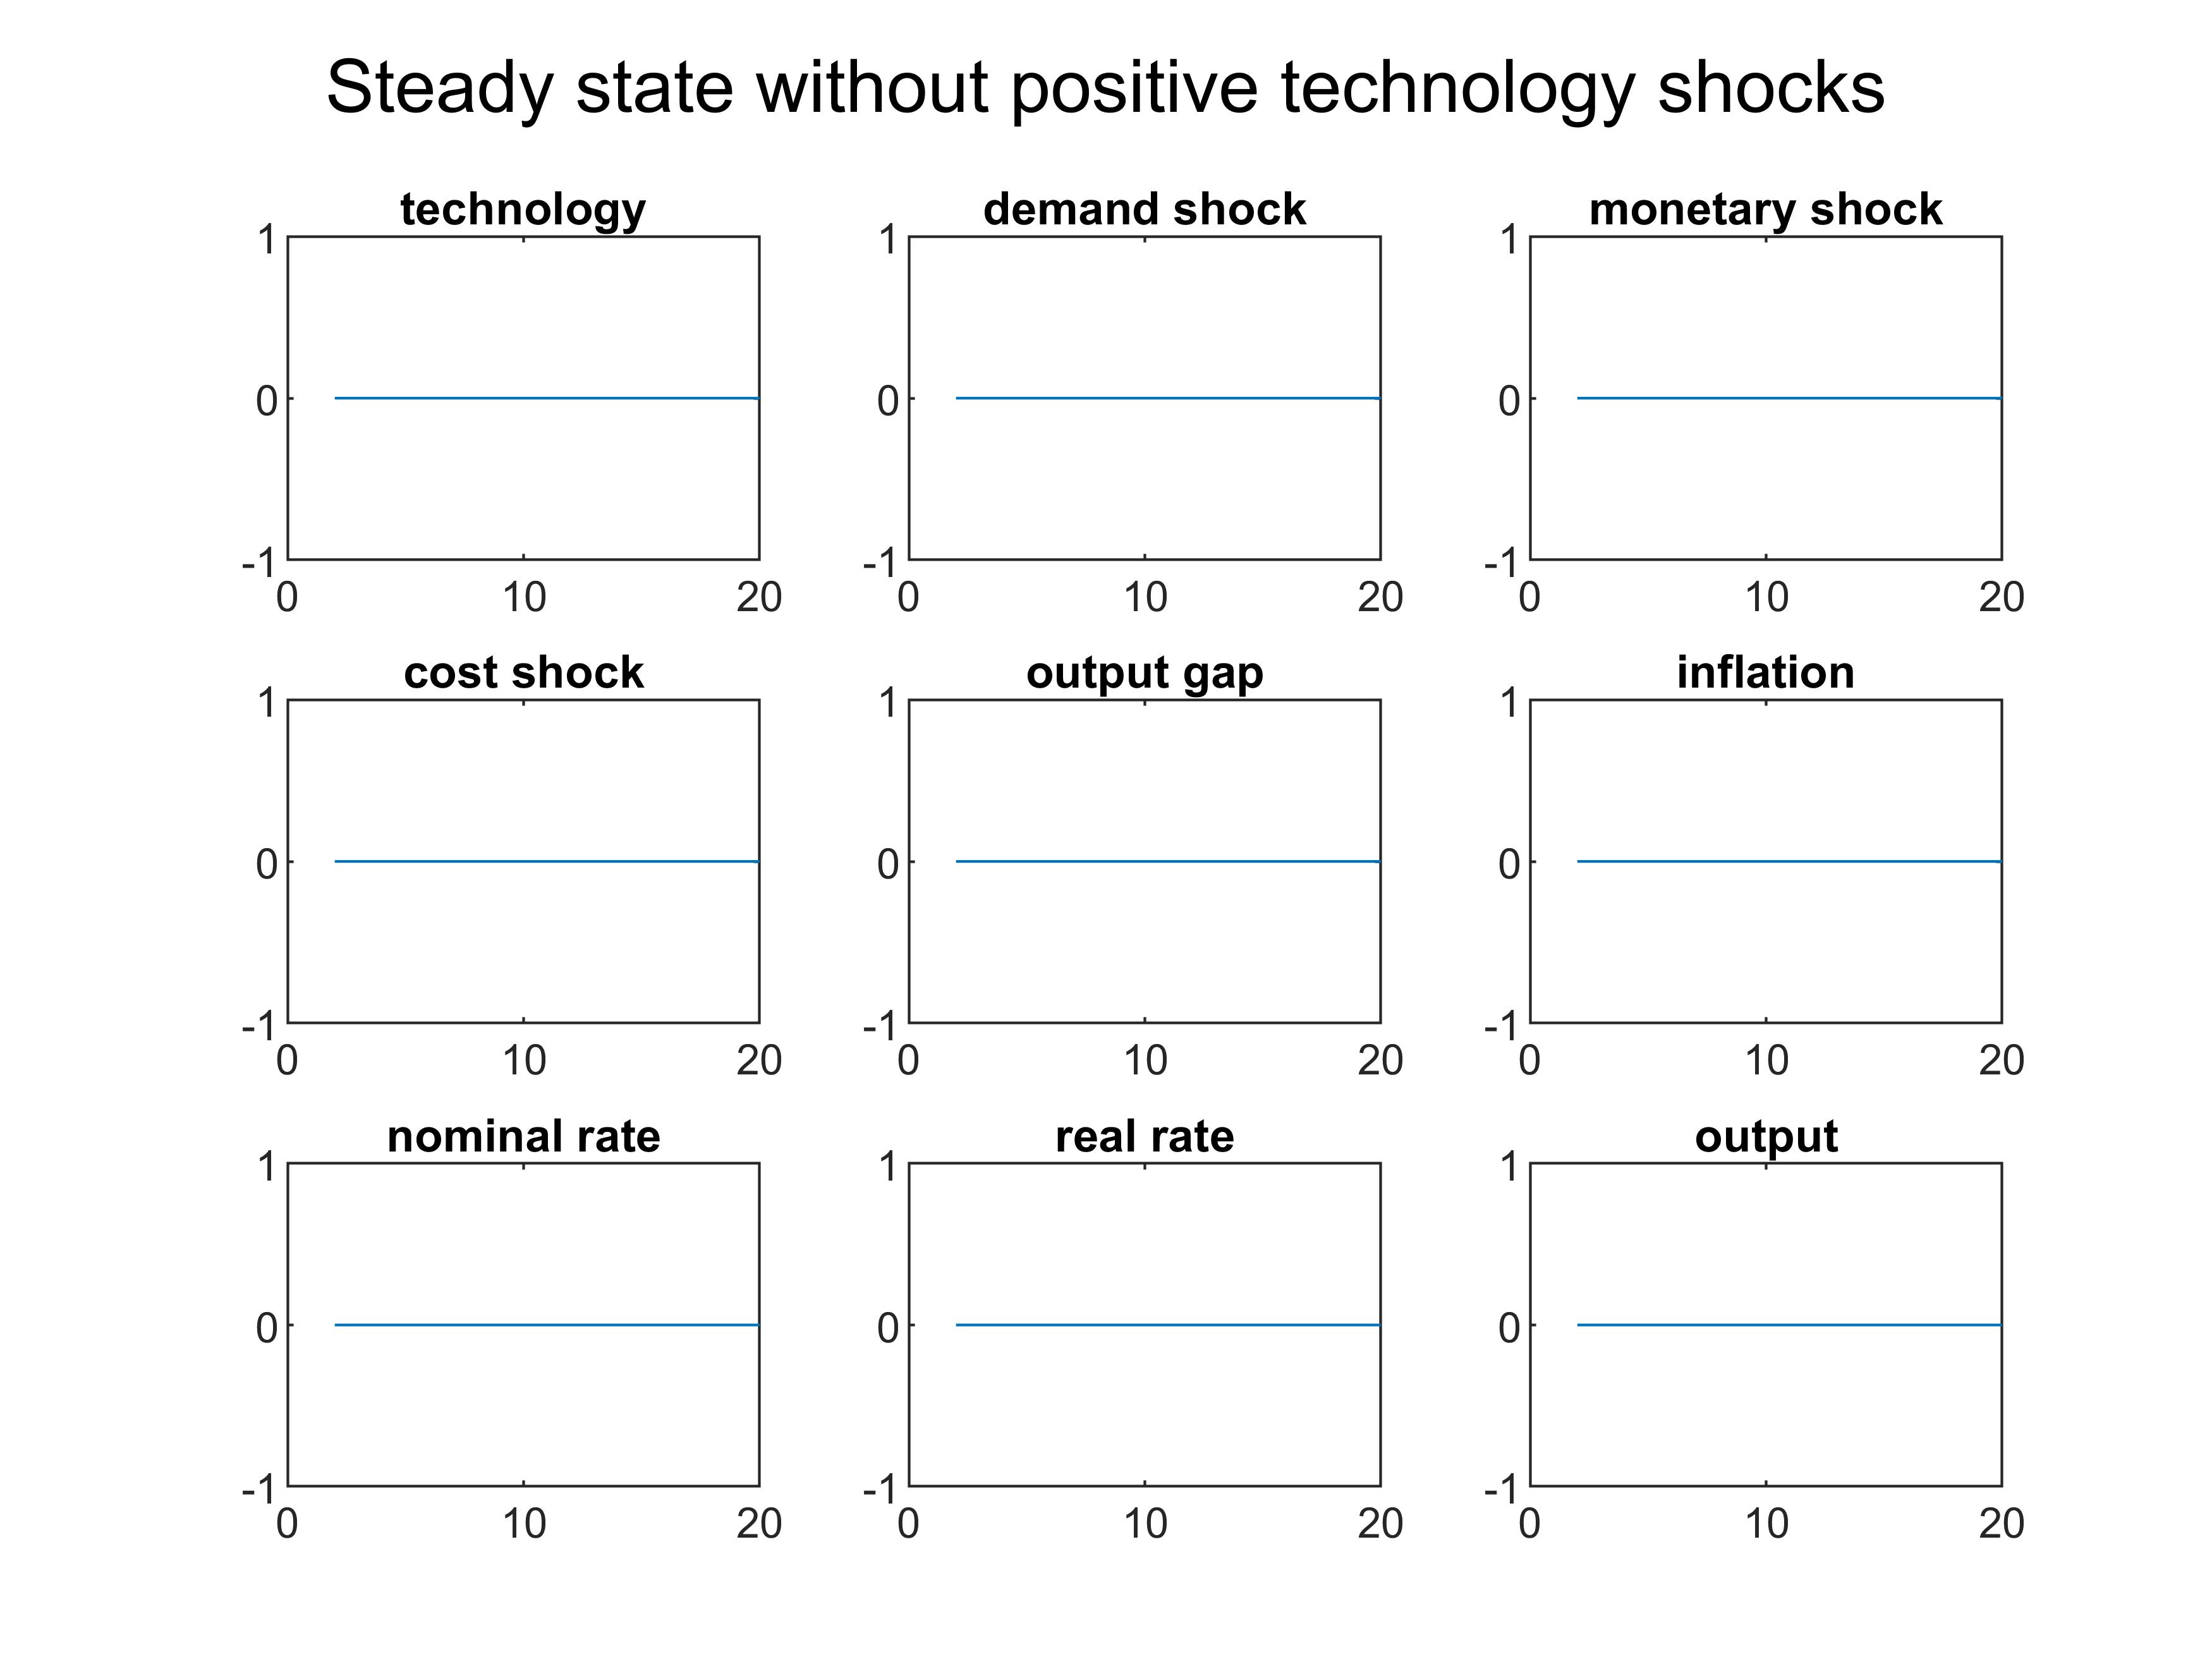 Steady state without positive technology shocks
technology demand shock monetary shock
1 1 1
0 0 0
-1 -1 -1
0 10 20 0 10 20 0 10 20
cost shock output gap inflation
1 1 1
0 0 0
-1 -1 -1
0 10 20 0 10 20 0 10 20
nominal rate real rate output
1 1 1
0 0 0
-1 -1 -1
0 10 20 0 10 20 0 10 20